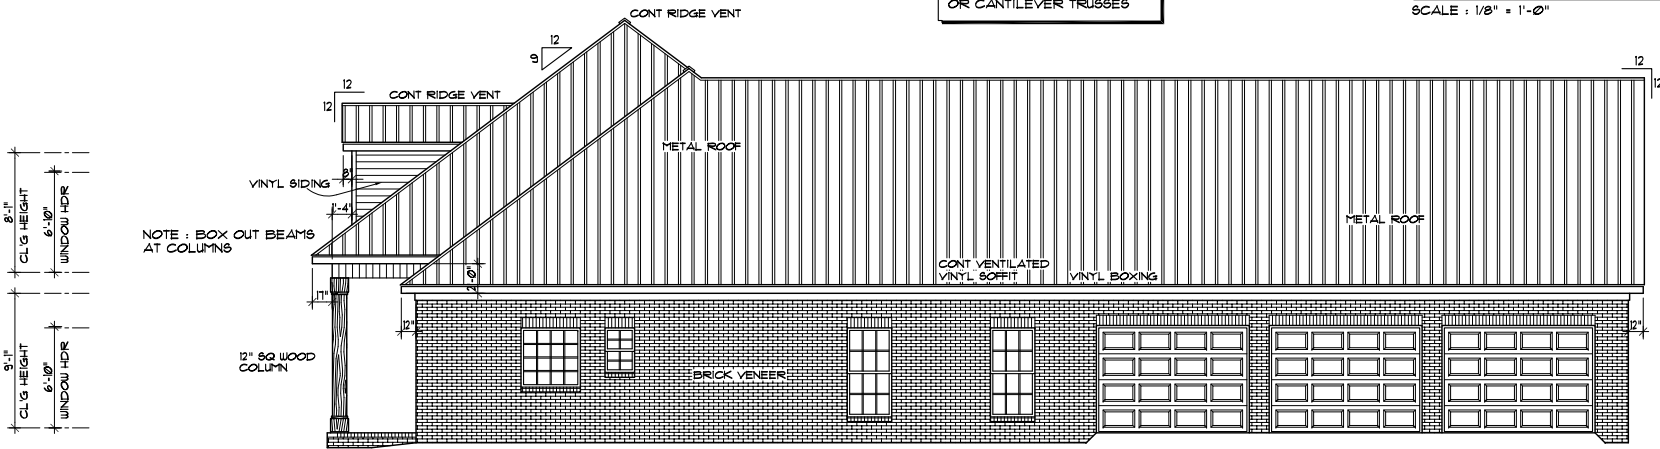 OR CANTILEVER TRUSSES
SCALE : 1/8" = 1'-0"
CONT RIDGE VENT
12
9
12
12
12
12
CONT RIDGE VENT
METAL ROOF
8"
VINYL SIDING
1'-4"
8'-1"
CL'G HEIGHT
6'-10"
WINDOW HDR
NOTE : BOX OUT BEAMS
AT COLUMNS
METAL ROOF
CONT VENTILATED
VINYL SOFFIT
VINYL BOXING
2'-0"
17"
12"
12"
9'-1"
CL'G HEIGHT
6'-10"
WINDOW HDR
12" SQ WOOD
COLUMN
BRICK VENEER